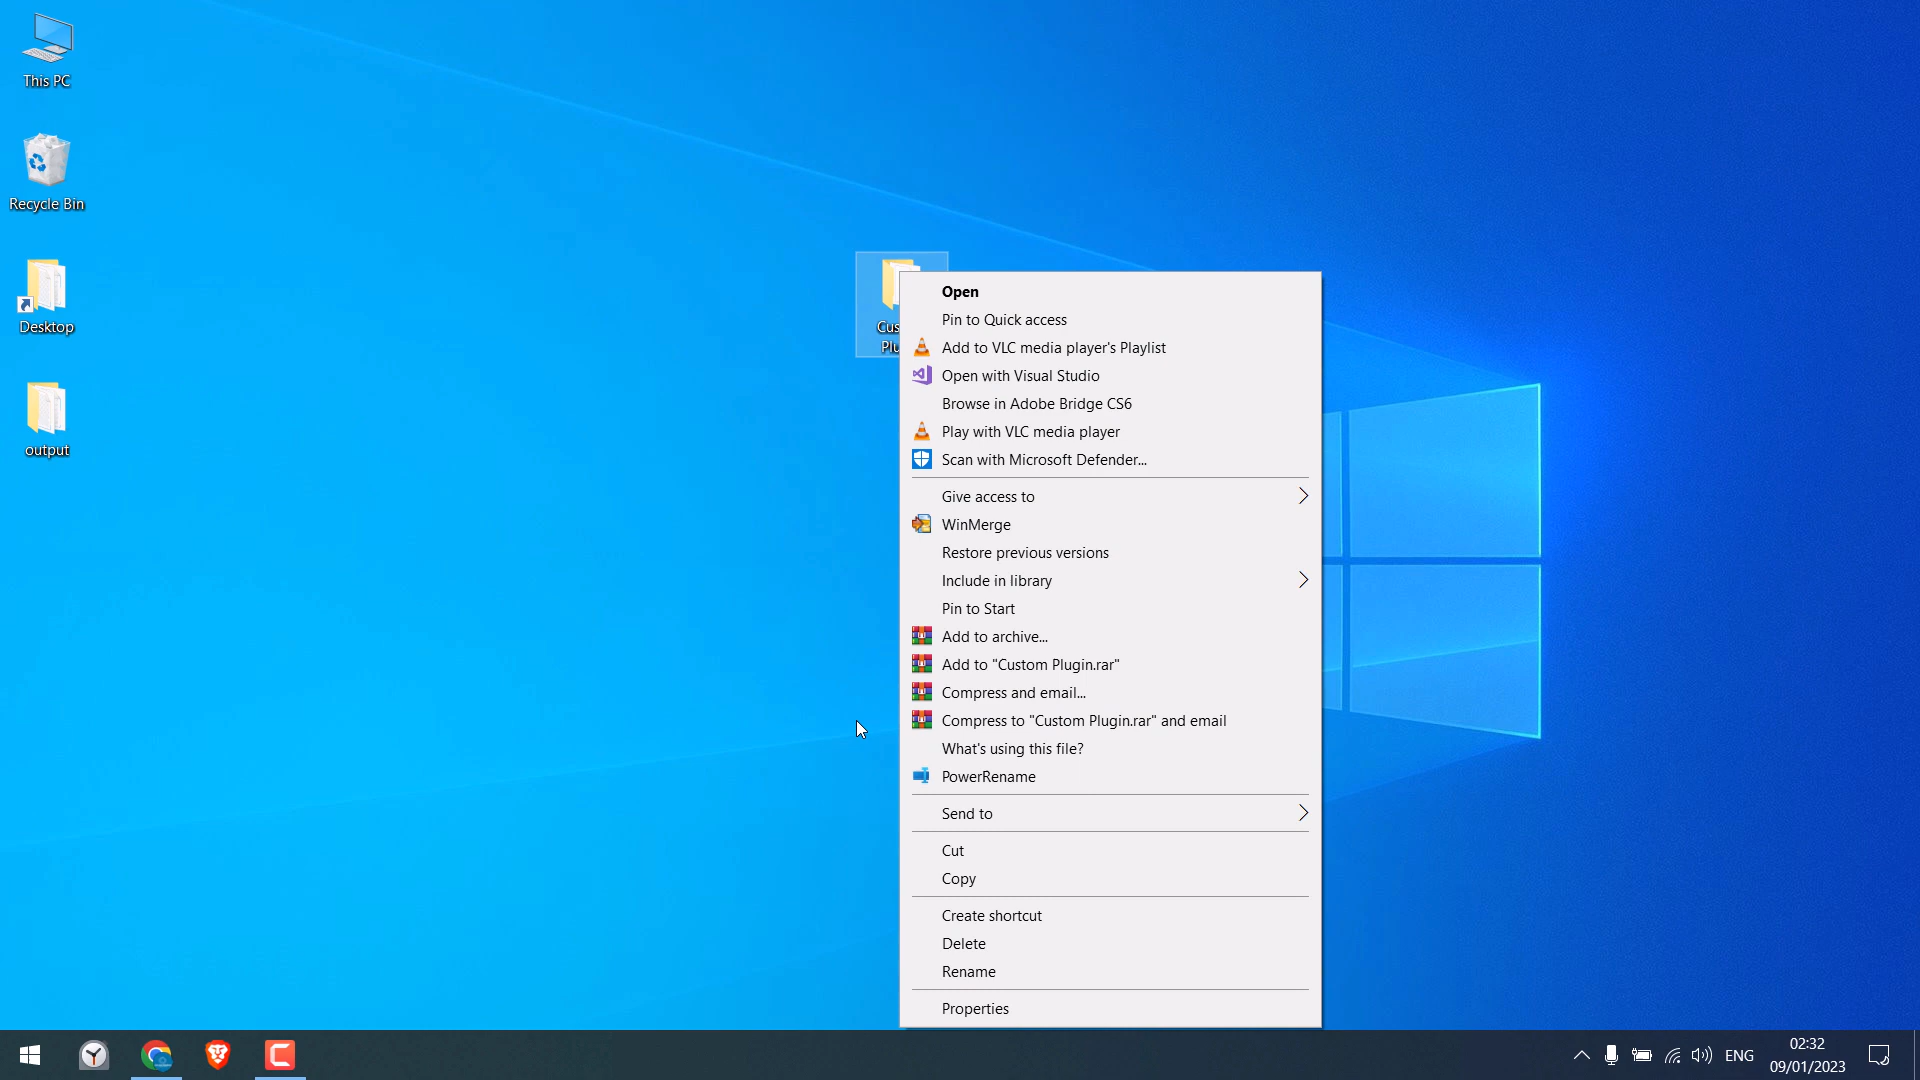 This PC
Recycle Bin
Desktop
output
Open
Pin to Quick access
Add to VLC media player's Playlist
Open with Visual Studio
Browse in Adobe Bridge CS6
Play with VLC media player
Scan with Microsoft Defender...
Give access to
WinMerge
Restore previous versions
Include in library
Pin to Start
Add to archive...
Add to "Custom Plugin.rar"
Compress and email...
Compress to "Custom Plugin.rar" and email
What's using this file?
PowerRename
Send to
Cut
Copy
Create shortcut
Delete
Rename
Properties
ENG
02:32
09/01/2023